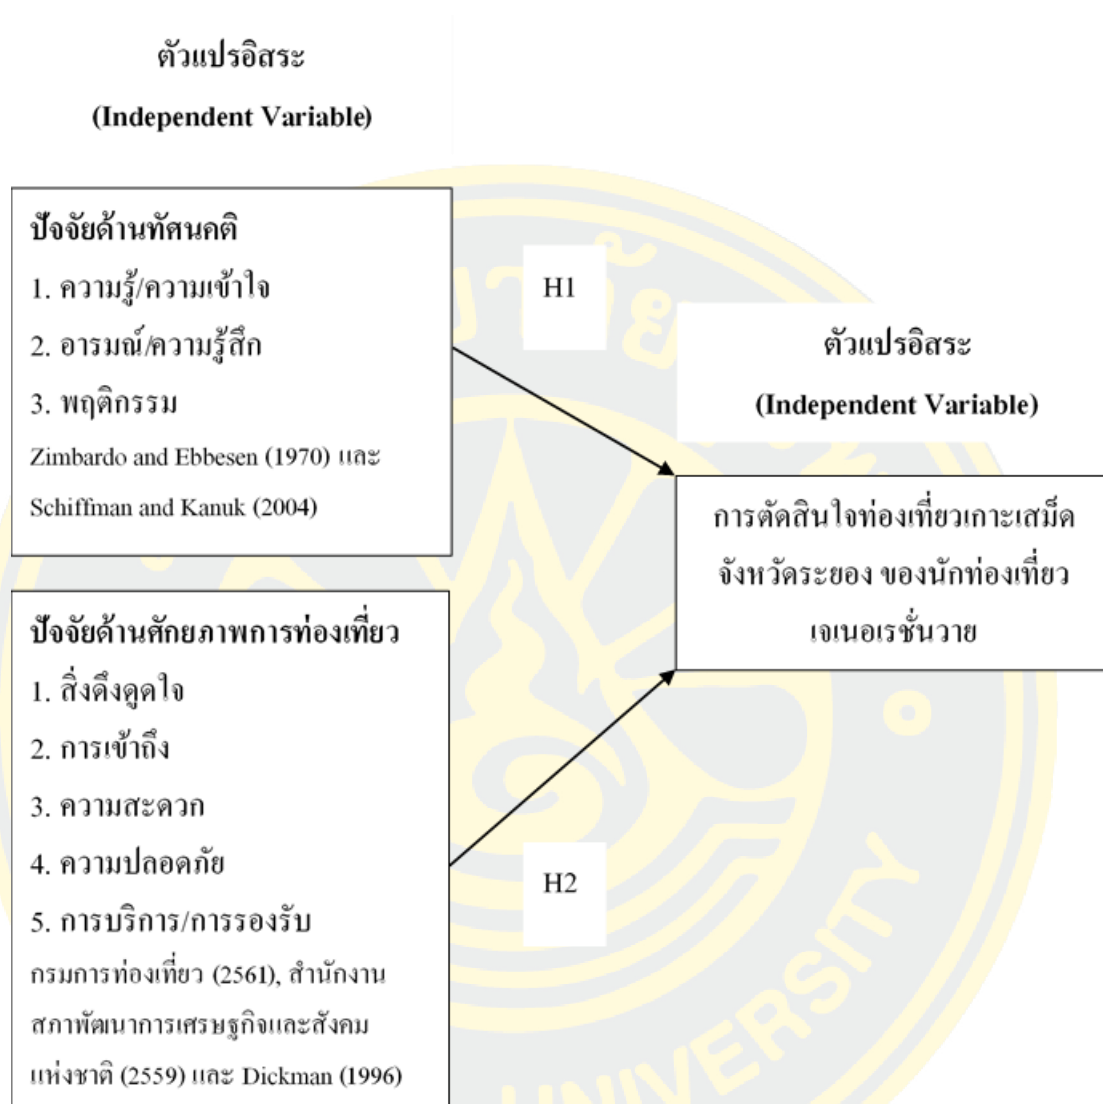 ตัวแปรอิสระ
(Independent Variable)
ปัจจัยด้านทัศนคติ
1. ความรู้/ความเข้าใจ
2. อารมณ์/ความรู้สึก
3. พฤติกรรม
Zimbardo and Ebbesen (1970) และ
Schiffman and Kanuk (2004)
H1
ตัวแปรอิสระ
(Independent Variable)
การตัดสินใจท่องเที่ยวเกาะเสม็ด
จังหวัดระยอง ของนักท่องเที่ยว
เจเนอเรชั่นวาย
ปัจจัยด้านศักยภาพการท่องเที่ยว
1. สิ่งดึงดูดใจ
2. การเข้าถึง
3. ความสะดวก
4. ความปลอดภัย
5. การบริการ/การรองรับ
กรมการท่องเที่ยว (2561), สำนักงาน
สภาพัฒนาการเศรษฐกิจและสังคม
แห่งชาติ (2559) และ Dickman (1996)
H2
UNIVERSITY